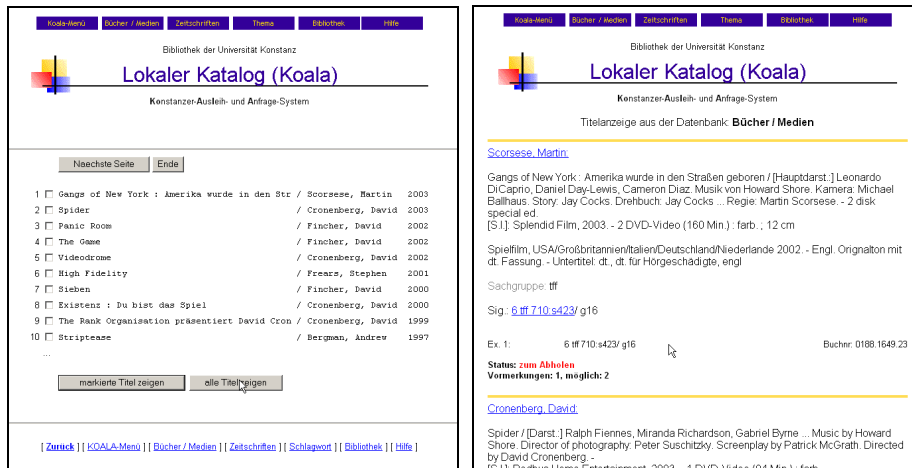 Koala-Menü Bücher / Medien Zeitschriften Thema Bibliothek Hilfe
Bibliothek der Universität Konstanz
Lokaler Katalog (Koala)
Konstanzer-Ausleih- und Anfrage-System
Naechste Seite Ende
1 Gangs of New York : Amerika wurde in den Str / Scorsese, Martin 2003
2 Spider / Cronenberg, David 2003
3 Panic Room / Fincher, David 2002
4 The Game / Fincher, David 2002
5 Videodrome / Cronenberg, David 2002
6 High Fidelity / Frears, Stephen 2001
7 Sieben / Fincher, David 2000
8 Existenz : Du bist das Spiel / Cronenberg, David 2000
9 The Rank Organisation präsentiert David Cron / Cronenberg, David 1999
10 Striptease / Bergman, Andrew 1997
...
markierte Titel zeigen alle Titel zeigen
[ Zurück ] [ KOALA-Menü ] [ Bücher / Medien ] [ Zeitschriften ] [ Schlagwort ] [ Bibliothek ] [ Hilfe ]
Koala-Menü Bücher / Medien Zeitschriften Thema Bibliothek Hilfe
Bibliothek der Universität Konstanz
Lokaler Katalog (Koala)
Konstanzer-Ausleih- und Anfrage-System
Titelanzeige aus der Datenbank: Bücher / Medien
Scorsese, Martin:
Gangs of New York : Amerika wurde in den Straßen geboren / [Hauptdarst.:] Leonardo
DiCaprio, Daniel Day-Lewis, Cameron Diaz. Musik von Howard Shore. Kamera: Michael
Ballhaus. Story: Jay Cocks. Drehbuch: Jay Cocks ... Regie: Martin Scorsese. - 2 disk
special ed.
[S.l.]: Splendid Film, 2003. - 2 DVD-Video (160 Min.) : farb. ; 12 cm
Spielfilm, USA/Großbritannien/Italien/Deutschland/Niederlande 2002. - Engl. Orignalton mit
dt. Fassung. - Untertitel: dt., dt. für Hörgeschädigte, engl
Sachgruppe: tff
Sig.: 6 tff 710:s423/ g16
Ex. 1: 6 tff 710:s423/ g16 Buchnr: 0188.1649.23
Status: zum Abholen
Vormerkungen: 1, möglich: 2
Cronenberg, David:
Spider / [Darst.:] Ralph Fiennes, Miranda Richardson, Gabriel Byrne ... Music by Howard
Shore. Director of photography: Peter Suschitzky. Screenplay by Patrick McGrath. Directed
by David Cronenberg. -